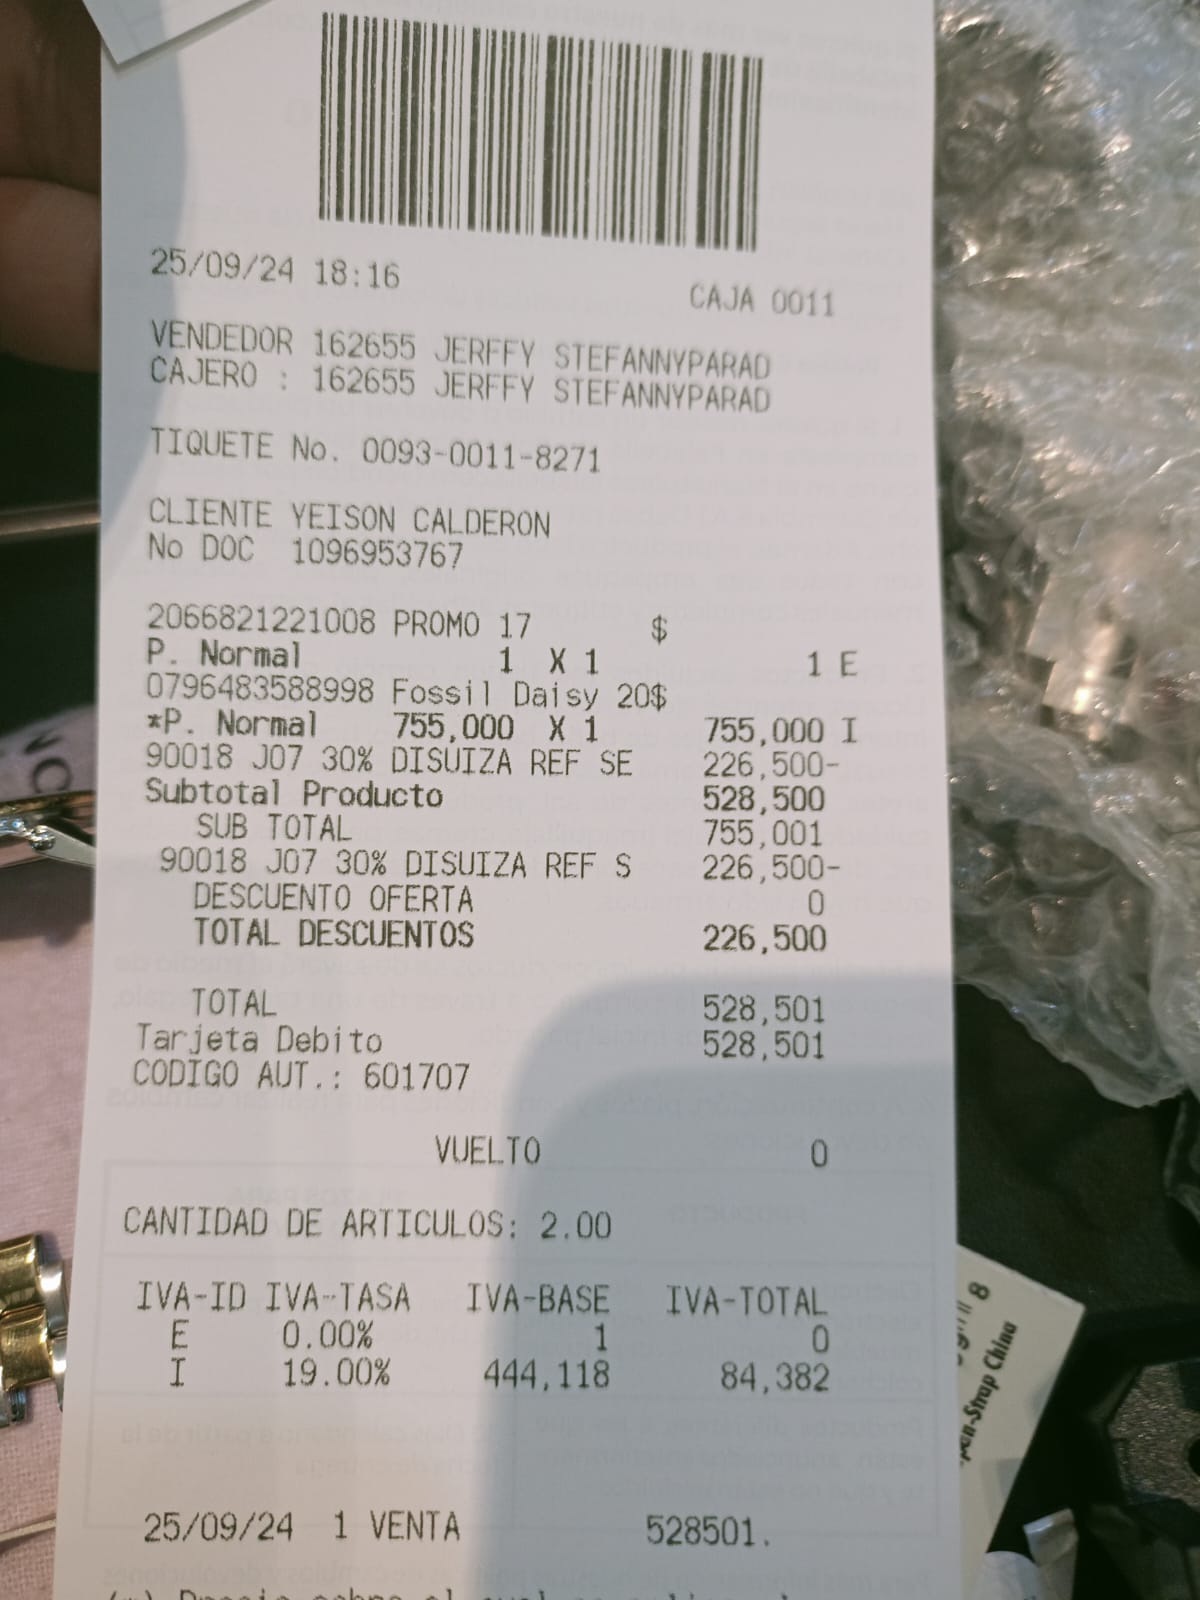 25/09/24 18:16 CAJA 0011
VENDEDOR 162655 JERFFY STEFANNYPARAD
CAJERO : 162655 JERFFY STEFANNYPARAD
TIQUETE No. 0093-0011-8271
CLIENTE YEISON CALDERON
No DOC 1096953767
2066821221008 PROMO 17 $
P. Normal 1 X 1 1 E
0796483588998 Fossil Daisy 20$
*P. Normal 755,000 X 1 755,000 I
90018 J07 30% DISUIZA REF SE 226,500-
Subtotal Producto 528,500
SUB TOTAL 755,001
90018 J07 30% DISUIZA REF S 226,500-
DESCUENTO OFERTA 0
TOTAL DESCUENTOS 226,500
TOTAL 528,501
Tarjeta Debito 528,501
CODIGO AUT.: 601707
VUELTO 0
CANTIDAD DE ARTICULOS: 2.00
IVA-ID IVA-TASA IVA-BASE IVA-TOTAL
E 0.00% 1 0
I 19.00% 444,118 84,382
25/09/24 1 VENTA 528501.
-Strap China
8